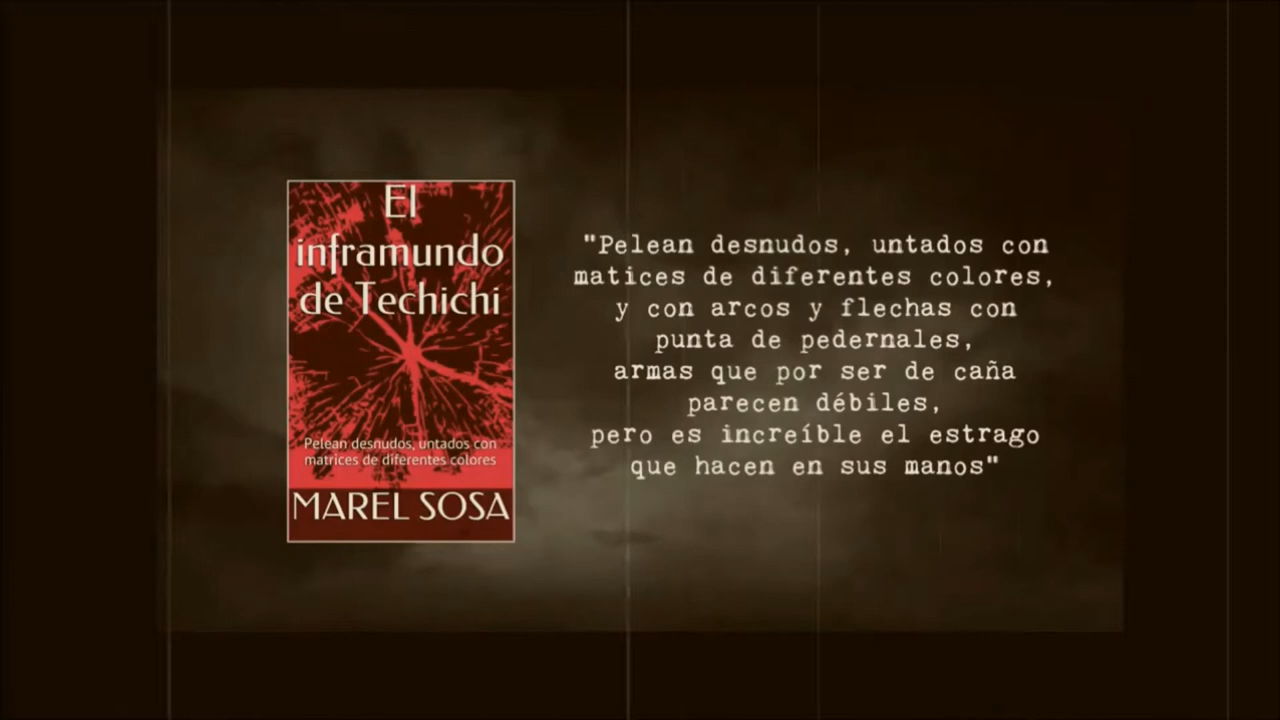 El
inframundo
de Techichi
Pelean desnudos, untados con
matrices de diferentes colores
MAREL SOSA
"Pelean desnudos, untados con
matices de diferentes colores,
y con arcos y flechas con
punta de pedernales,
armas que por ser de caña
parecen débiles,
pero es increíble el estrago
que hacen en sus manos"